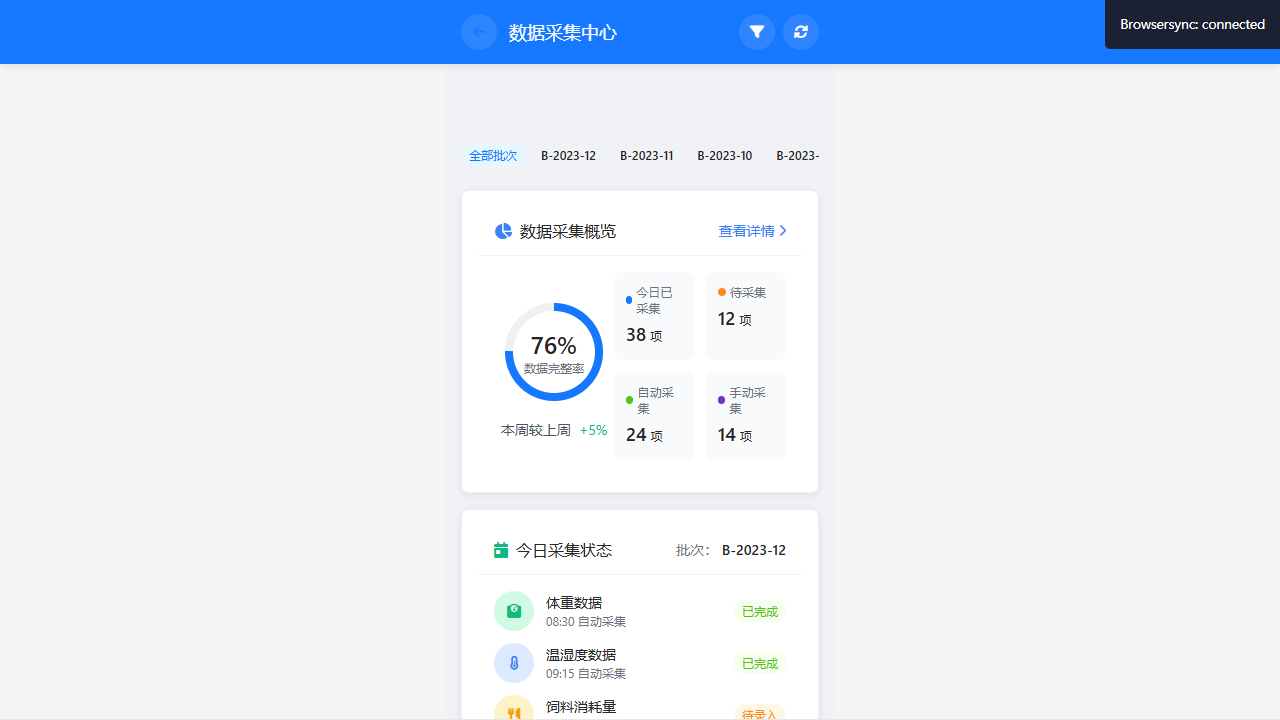 数据采集中心
Browsersync: connected
全部批次 B-2023-12 B-2023-11 B-2023-10 B-2023-
数据采集概览
查看详情
76%
数据完整率
本周较上周 +5%
今日已
采集
38 项
待采集
12 项
自动采
集
24 项
手动采
集
14 项
今日采集状态
批次： B-2023-12
体重数据
08:30 自动采集
已完成
温湿度数据
09:15 自动采集
已完成
饲料消耗量
待录入